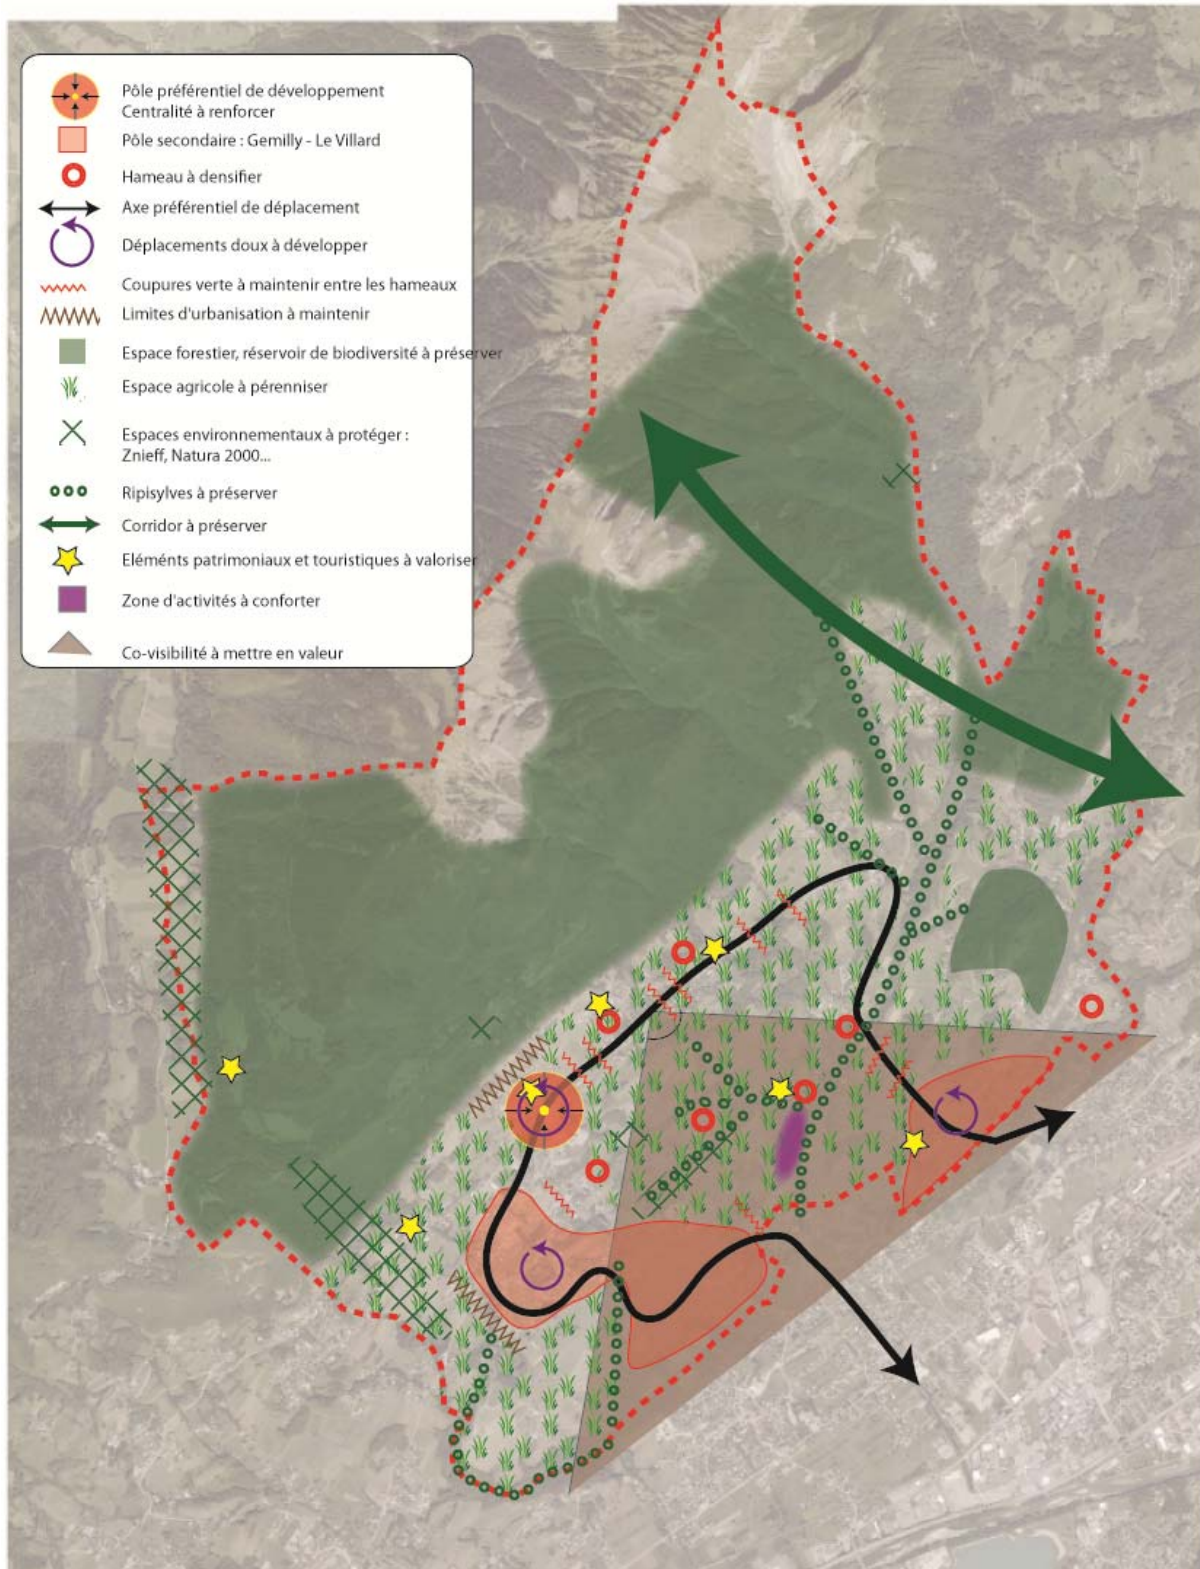 Pôle préférentiel de développement
Centralité à renforcer
Pôle secondaire : Gemilly - Le Villard
Hameau à densifier
Axe préférentiel de déplacement
Déplacements doux à développer
Coupures verte à maintenir entre les hameaux
Limites d'urbanisation à maintenir
Espace forestier, réservoir de biodiversité à préserver
Espace agricole à pérenniser
Espaces environnementaux à protéger :
Znieff, Natura 2000...
Ripisylves à préserver
Corridor à préserver
Eléments patrimoniaux et touristiques à valoriser
Zone d'activités à conforter
Co-visibilité à mettre en valeur